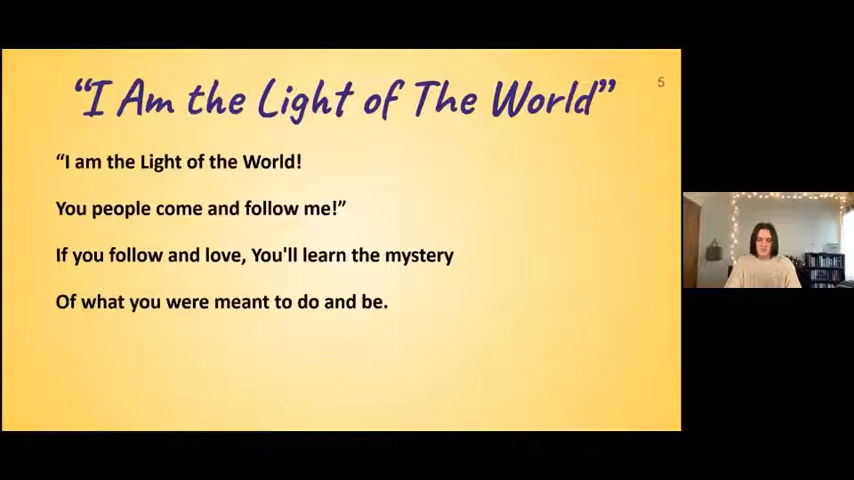 “I Am the Light of The World”
5
“I am the Light of the World!
You people come and follow me!”
If you follow and love, You'll learn the mystery
Of what you were meant to do and be.